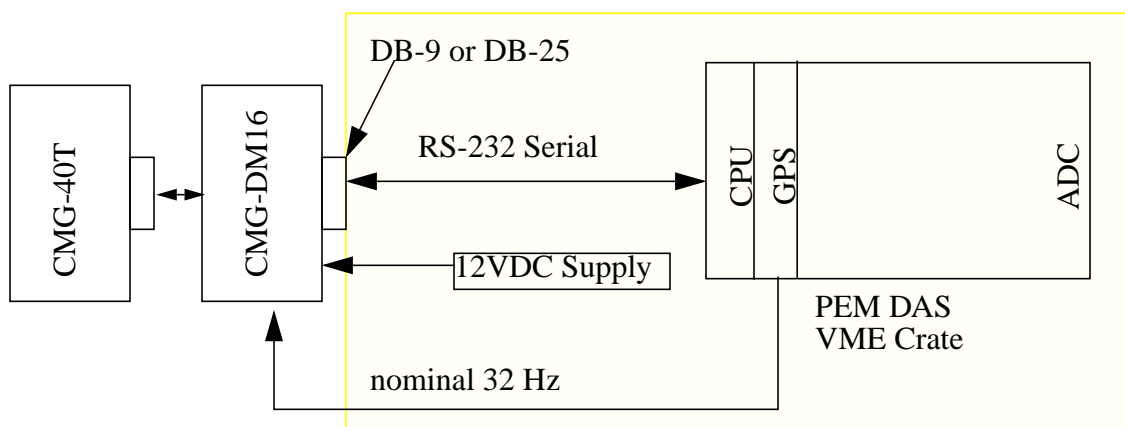 DB-9 or DB-25
CMG-40T
CMG-DM16
RS-232 Serial
CPU
GPS
ADC
12VDC Supply
PEM DAS
VME Crate
nominal 32 Hz